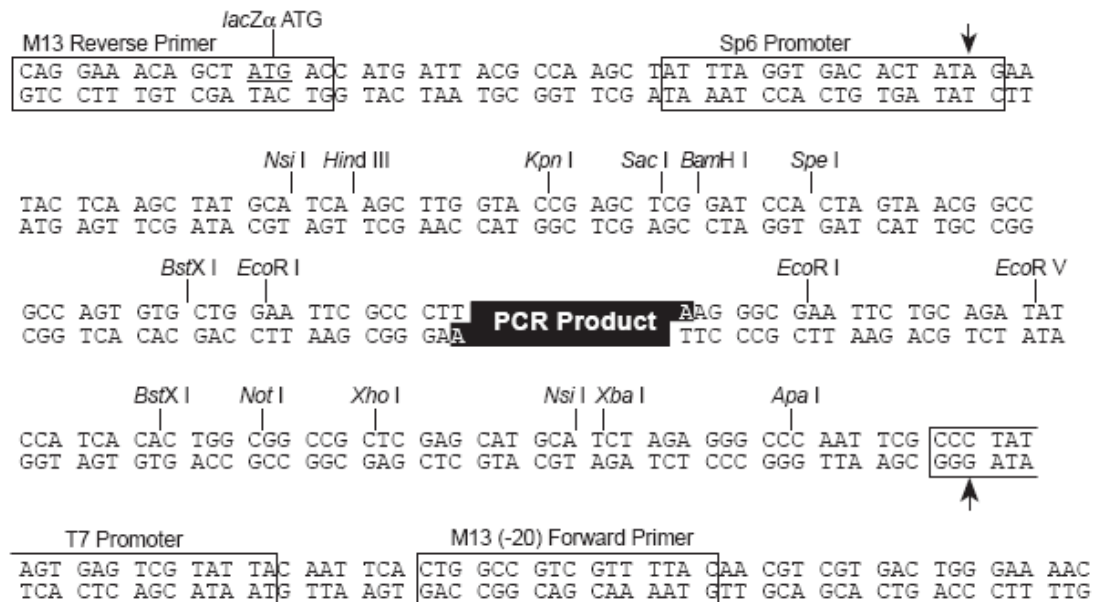 lacZα ATG
M13 Reverse Primer
Sp6 Promoter
CAG GAA ACA GCT ATG ACC ATG ATT ACG CCA AGC TAT TTA GGT GAC ACT ATA GAA
GTC CTT TGT CGA TAC TGG TAC TAA TGC GGT TCG ATA AAT CCA CTG TGA TAT CTT
Nsi I Hind III Kpn I Sac I BamH I Spe I
TAC TCA AGC TAT GCA TCA AGC TTG GTA CCG AGC TCG GAT CCA CTA GTA ACG GCC
ATG AGT TCG ATA CGT AGT TCG AAC CAT GGC TCG AGC CTA GGT GAT CAT TGC CGG
BstX I EcoR I EcoR I EcoR V
GCC AGT GTG CTG GAA TTC GCC CTT PCR Product AAG GGC GAA TTC TGC AGA TAT
CGG TCA CAC GAC CTT AAG CGG GAA TTC CCG CTT AAG ACG TCT ATA
BstX I Not I Xho I Nsi I Xba I Apa I
CCA TCA CAC TGG CGG CCG CTC GAG CAT GCA TCT AGA GGG CCC AAT TCG CCC TAT
GGT AGT GTG ACC GCC GGC GAG CTC GTA CGT AGA TCT CCC GGG TTA AGC GGG ATA
T7 Promoter M13 (-20) Forward Primer
AGT GAG TCG TAT TAC AAT TCA CTG GCC GTC GTT TTA CAA CGT CGT GAC TGG GAA AAC
TCA CTC AGC ATA ATG TTA AGT GAC CGG CAG CAA AAT GTT GCA GCA CTG ACC CTT TTG